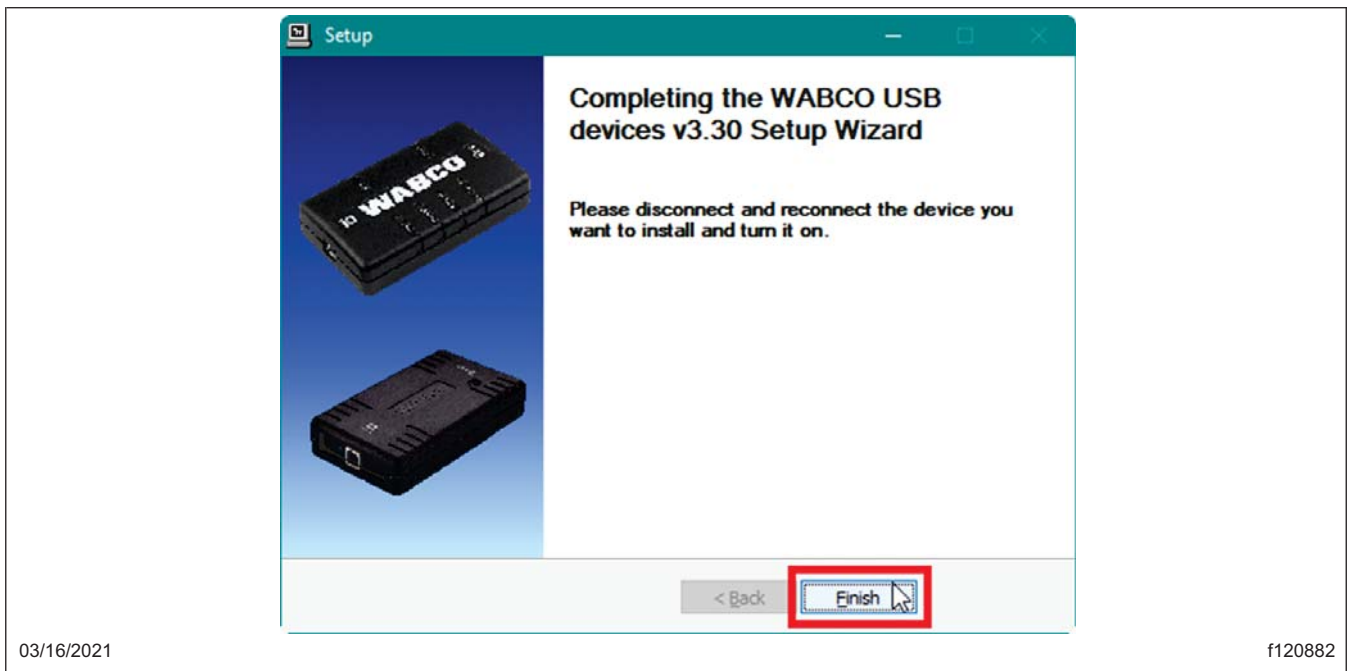 Setup
Completing the WABCO USB
devices v3.30 Setup Wizard
Please disconnect and reconnect the device you
want to install and turn it on.
WABCO
< Back
Finish
03/16/2021
f120882